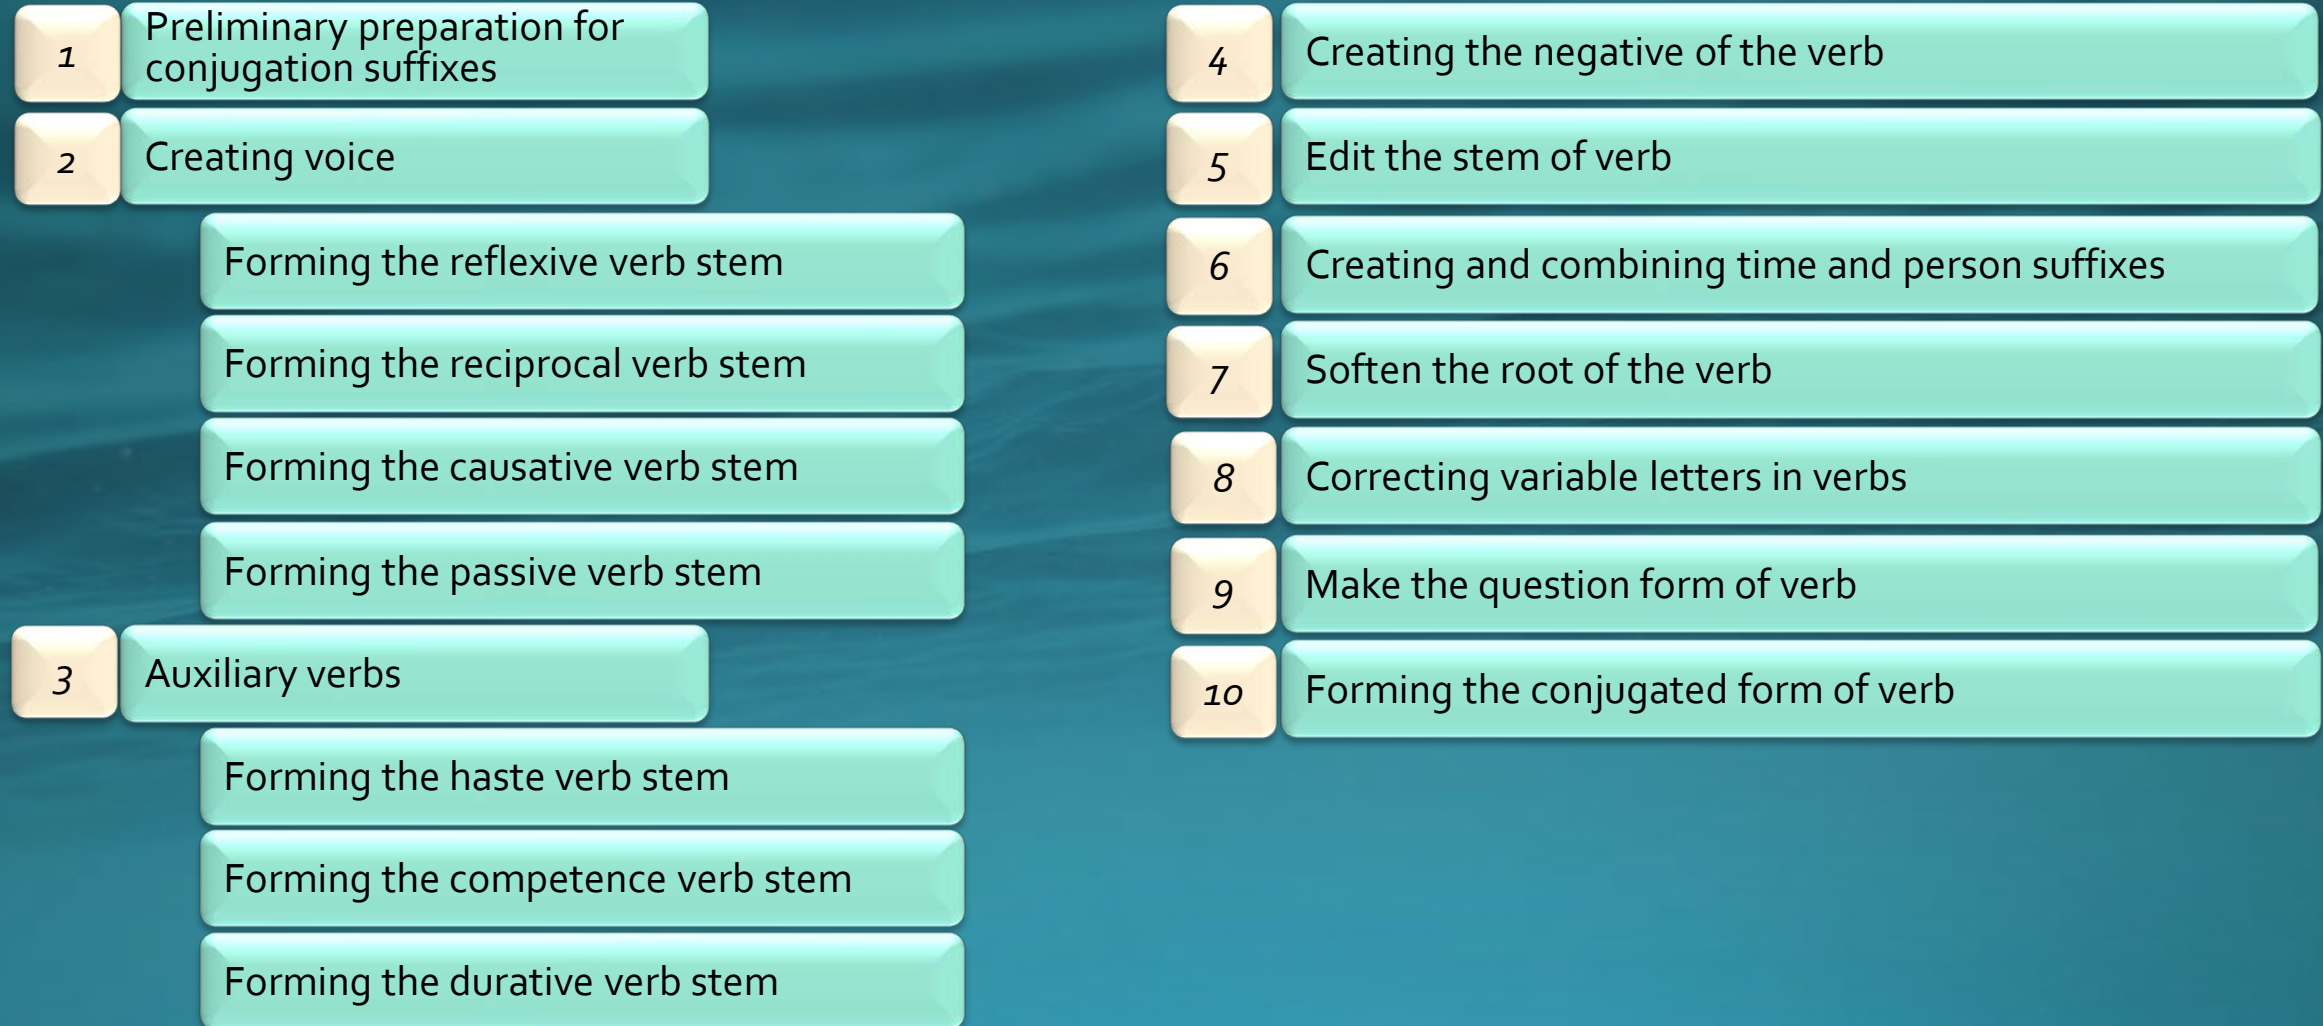 1
Preliminary preparation for
conjugation suffixes
2
Creating voice
Forming the reflexive verb stem
Forming the reciprocal verb stem
Forming the causative verb stem
Forming the passive verb stem
3
Auxiliary verbs
Forming the haste verb stem
Forming the competence verb stem
Forming the durative verb stem
4
Creating the negative of the verb
5
Edit the stem of verb
6
Creating and combining time and person suffixes
7
Soften the root of the verb
8
Correcting variable letters in verbs
9
Make the question form of verb
10
Forming the conjugated form of verb